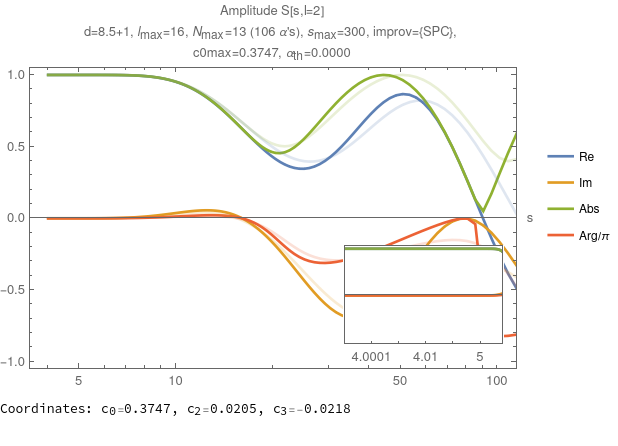 Amplitude S[s,l=2]
d=8.5+1, lmax=16, Nmax=13 (106 α's), smax=300, improv={SPC},
c0max=0.3747, αth=0.0000
1.0
0.5
0.0
−0.5
−1.0
s
5
10
50
100
4.0001
4.01
5
Re
Im
Abs
Arg/π
Coordinates: c0=0.3747, c2=0.0205, c3=-0.0218